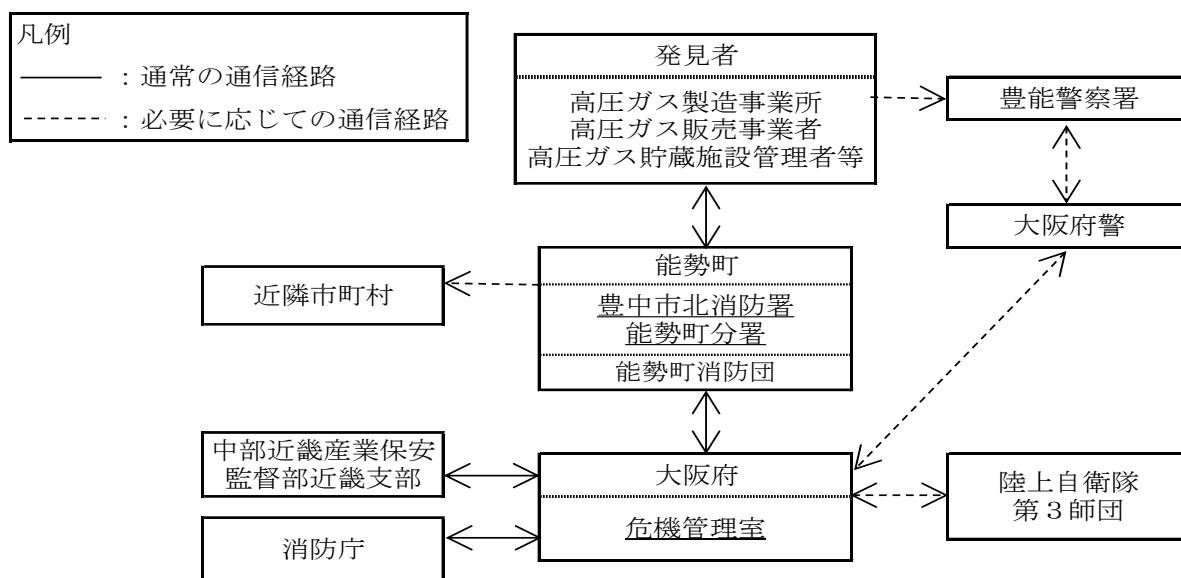 凡例
：通常の通信経路
：必要に応じての通信経路
発見者
高圧ガス製造事業所
高圧ガス販売事業者
高圧ガス貯蔵施設管理者等
豊能警察署
大阪府警
近隣市町村
能勢町
豊中市北消防署
能勢町分署
能勢町消防団
中部近畿産業保安
監督部近畿支部
消防庁
大阪府
危機管理室
陸上自衛隊
第３師団